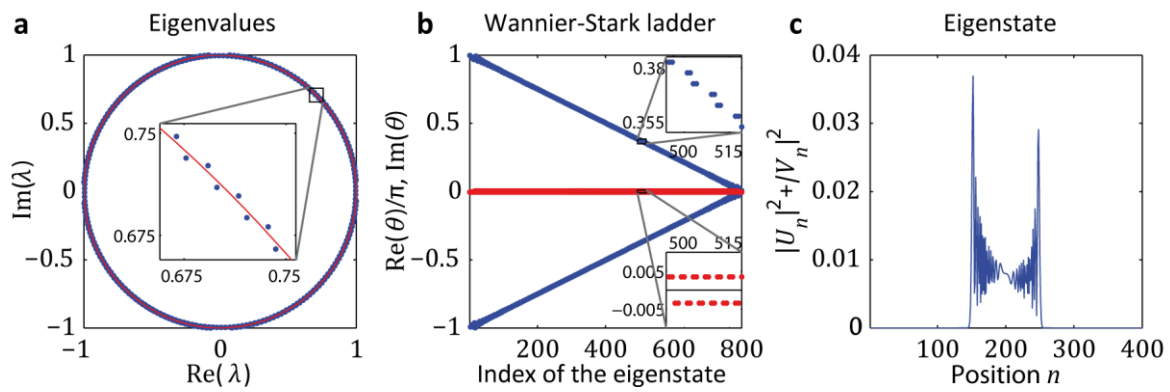 a Eigenvalues
1
0.5
0
−0.5
−1
−1 0 1
Im(λ)
Re( λ)
0.75
0.675
0.675 0.75
b Wannier-Stark ladder
1
0.5
0
−0.5
−1
200 400 600 800
Re(θ)/π, Im(θ)
Index of the eigenstate
0.38
0.355
500 515
500 515
0.005
−0.005
c Eigenstate
0.04
0.03
0.02
0.01
0
0 100 200 300 400
|Uₙ|²+/Vₙ|²
Position n